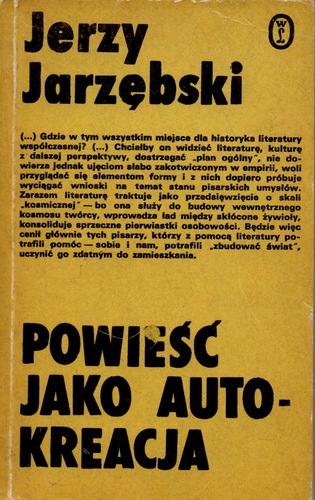 Jerzy
Jarzębski
(...) Gdzie w tym wszystkim miejsce dla historyka literatury
współczesnej? (...) Chciałby on widzieć literaturę, kulturę
z dalszej perspektywy, dostrzegać „plan ogólny", nie do-
wierza jednak ujęciom słabo zakotwiczonym w empirii, woli
przyglądać się elementom formy i z nich dopiero próbuje
wyciągać wnioski na temat stanu pisarskich umysłów.
Zarazem literaturę traktuje jako przedsięwzięcie o skali
„kosmicznej" — bo ona służy do budowy wewnętrznego
kosmosu twórcy, wprowadza ład między skłócone żywioły,
konsoliduje sprzeczne pierwiastki osobowości. Będzie więc
cenił głównie tych pisarzy, którzy z pomocą literatury po-
trafili pomóc — sobie i nam, potrafili „zbudować świat",
uczynić go zdatnym do zamieszkania.
POWIEŚĆ
JAKO AUTO-
KREACJA